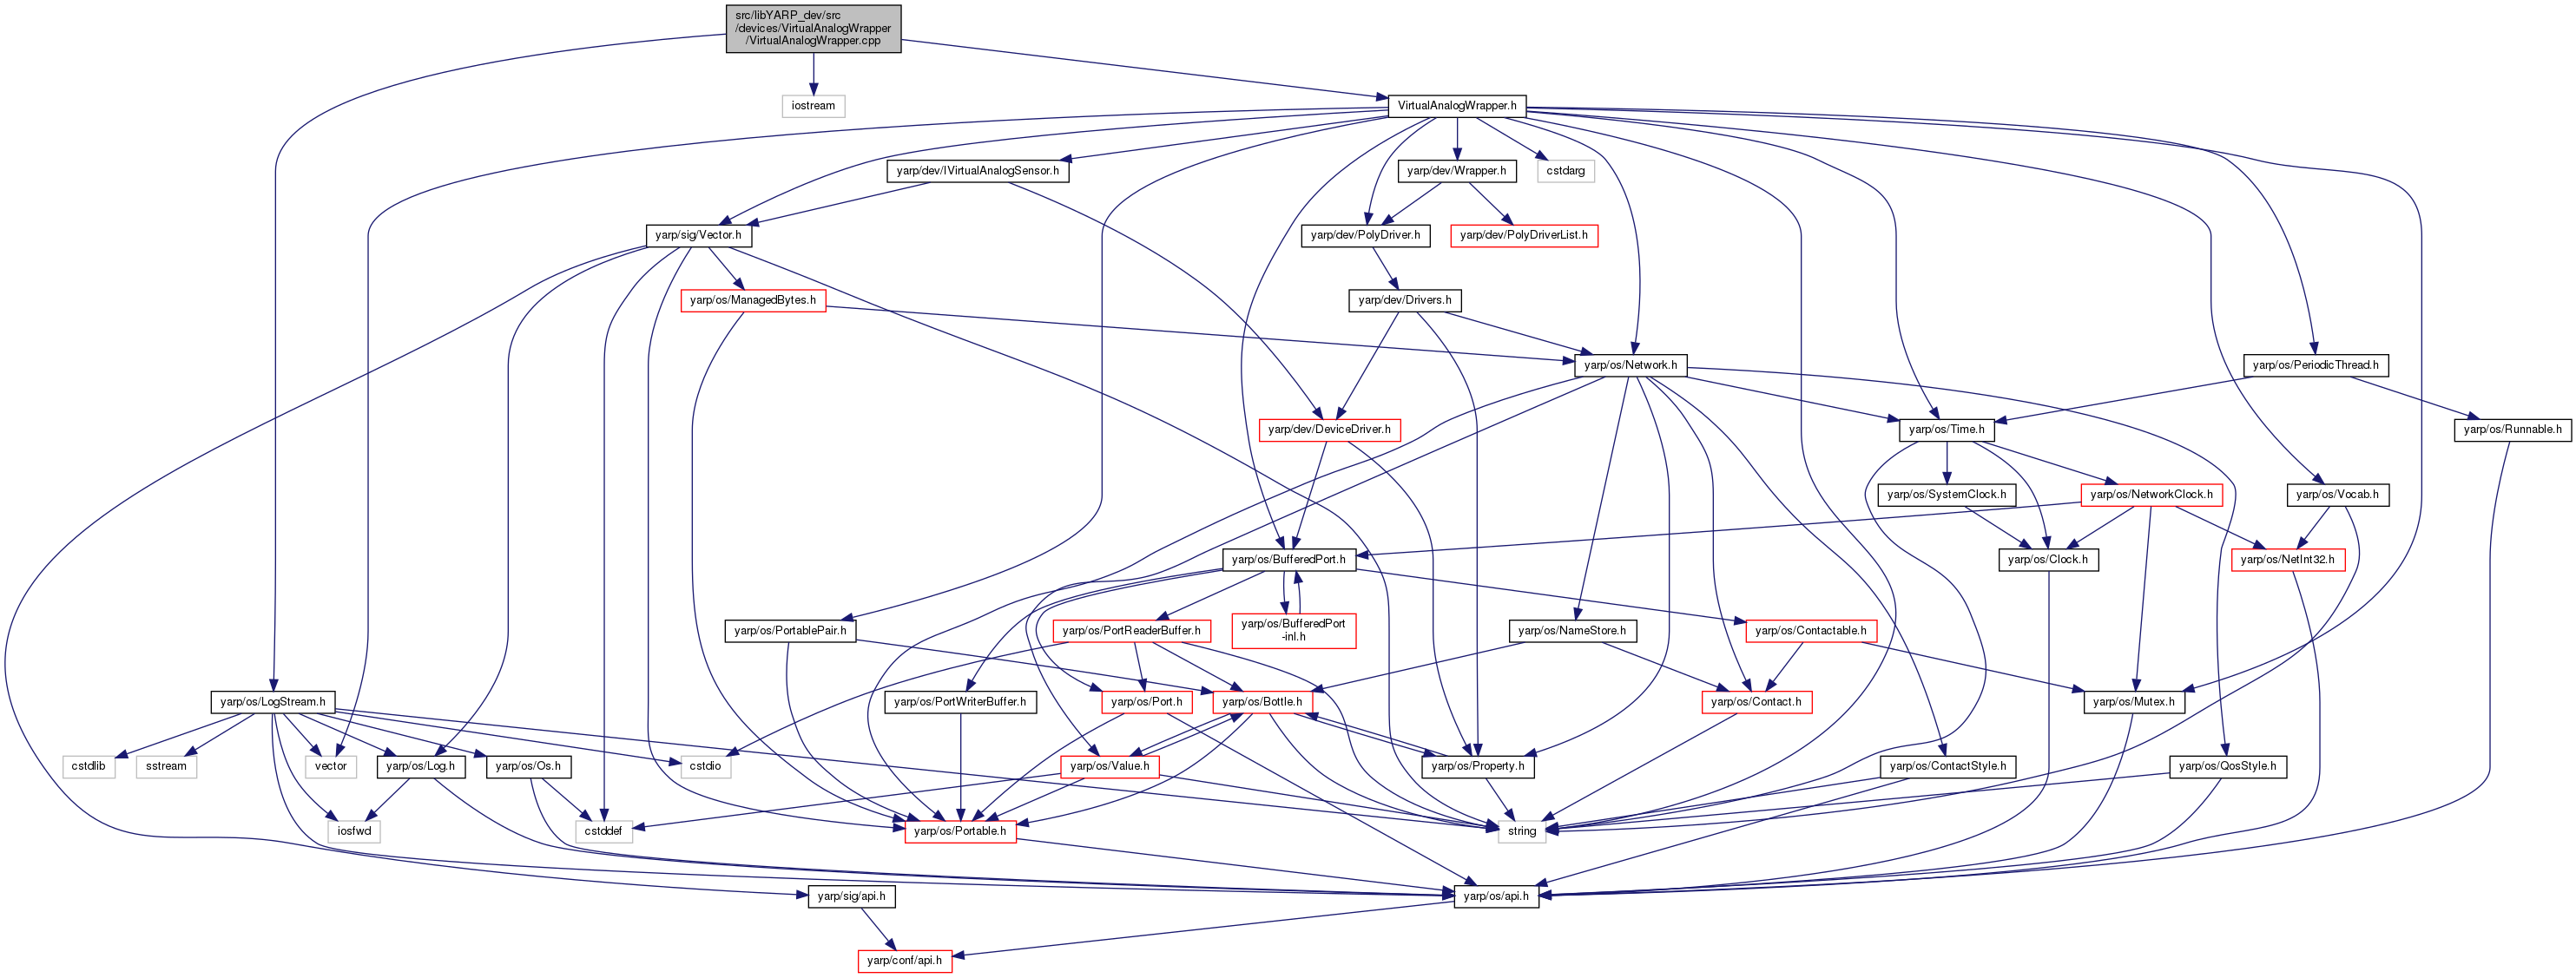 src/libYARP_dev/src
/devices/VirtualAnalogWrapper
/VirtualAnalogWrapper.cpp
iostream
VirtualAnalogWrapper.h
yarp/dev/IVirtualAnalogSensor.h
yarp/dev/Wrapper.h
cstdarg
yarp/sig/Vector.h
yarp/dev/PolyDriver.h
yarp/dev/PolyDriverList.h
yarp/os/ManagedBytes.h
yarp/dev/Drivers.h
yarp/os/Network.h
yarp/os/PeriodicThread.h
yarp/dev/DeviceDriver.h
yarp/os/Time.h
yarp/os/Runnable.h
yarp/os/SystemClock.h
yarp/os/NetworkClock.h
yarp/os/Vocab.h
yarp/os/BufferedPort.h
yarp/os/Clock.h
yarp/os/NetInt32.h
yarp/os/PortablePair.h
yarp/os/PortReaderBuffer.h
yarp/os/BufferedPort
-inl.h
yarp/os/NameStore.h
yarp/os/Contactable.h
yarp/os/LogStream.h
yarp/os/PortWriterBuffer.h
yarp/os/Port.h
yarp/os/Bottle.h
yarp/os/Contact.h
yarp/os/Mutex.h
cstdlib
sstream
vector
yarp/os/Log.h
yarp/os/Os.h
cstdio
yarp/os/Value.h
yarp/os/Property.h
yarp/os/ContactStyle.h
yarp/os/QosStyle.h
iosfwd
cstddef
yarp/os/Portable.h
string
yarp/sig/api.h
yarp/os/api.h
yarp/conf/api.h